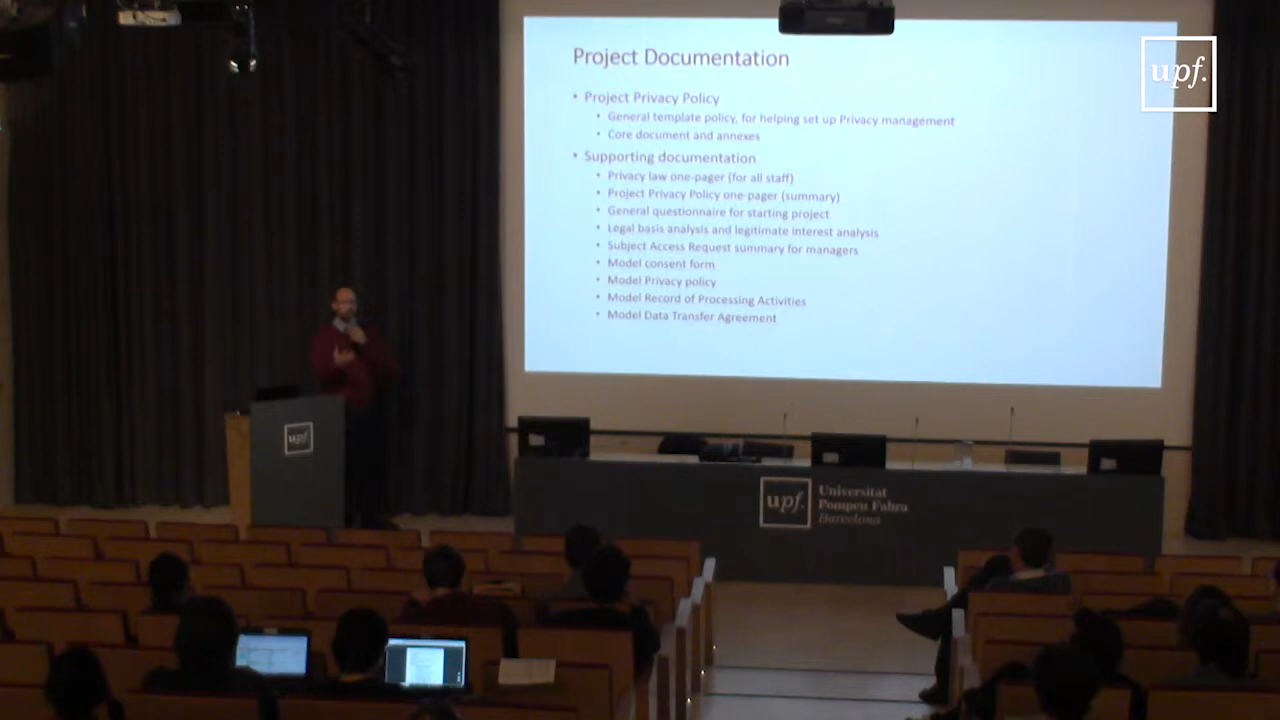 Project Documentation
• Project Privacy Policy
• General template policy, for helping set up Privacy management
• Core document and annexes
• Supporting documentation
• Privacy law one-pager (for all staff)
• Project Privacy Policy one-pager (summary)
• General questionnaire for starting project
• Legal basis analysis and legitimate interest analysis
• Subject Access Request summary for managers
• Model consent form
• Model Privacy policy
• Model Record of Processing Activities
• Model Data Transfer Agreement
upf.
upf.
upf.
Universitat
Pompeu Fabra
Barcelona